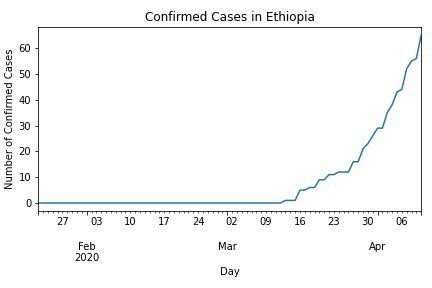 Confirmed Cases in Ethiopia
Number of Confirmed Cases
60
50
40
30
20
10
0
27 03 10 17 24 02 09 16 23 30 06
Feb Mar Apr
2020
Day